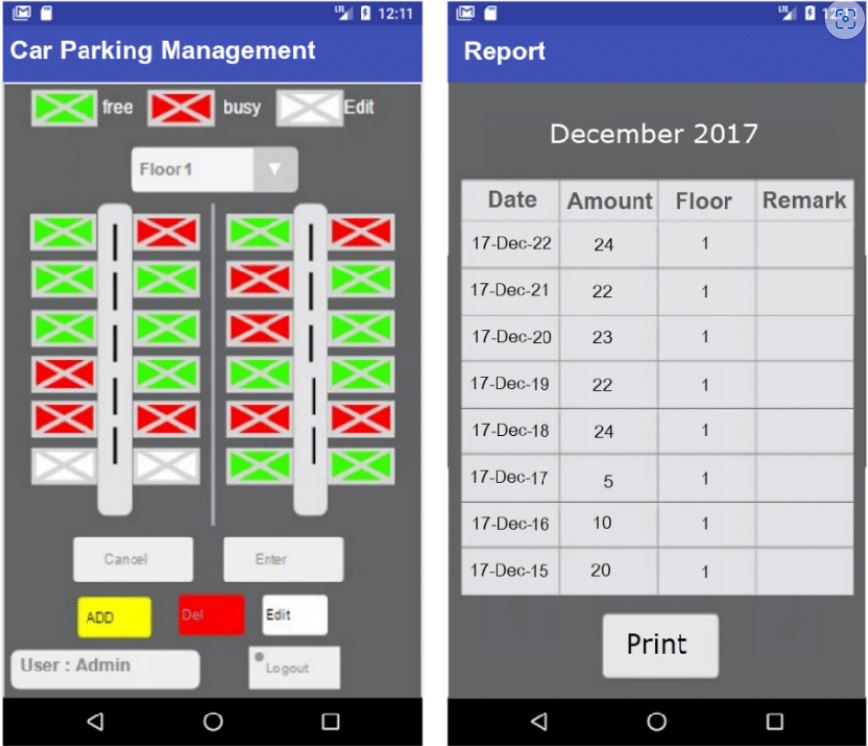 LTE 12:11
Car Parking Management
free busy Edit
Floor1
Cancel Enter
ADD Del Edit
User : Admin Logout
LTE 12:11
Report
December 2017
Date Amount Floor Remark
17-Dec-22 24 1
17-Dec-21 22 1
17-Dec-20 23 1
17-Dec-19 22 1
17-Dec-18 24 1
17-Dec-17 5 1
17-Dec-16 10 1
17-Dec-15 20 1
Print